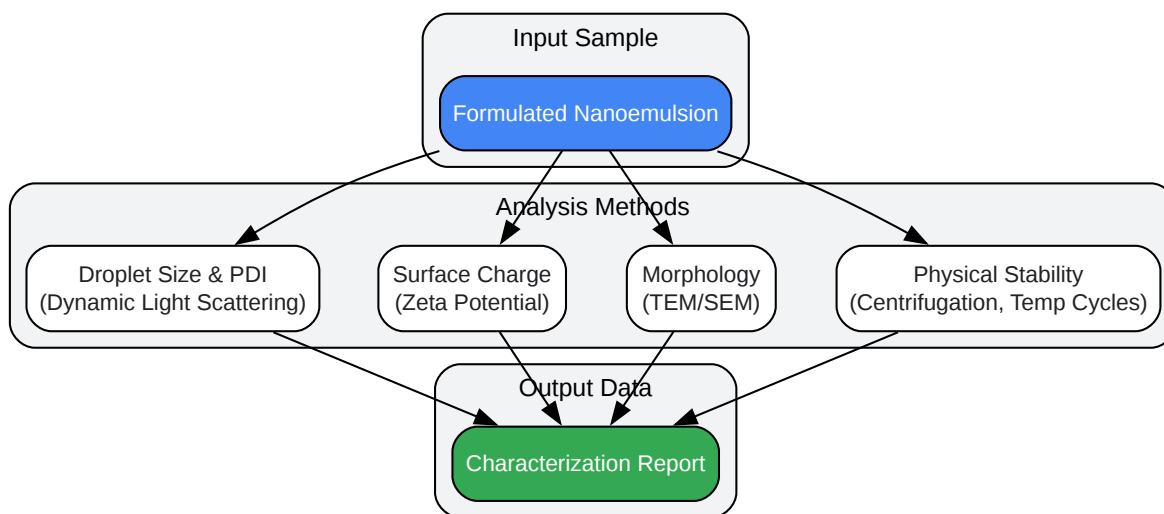 Input Sample
Formulated Nanoemulsion
Analysis Methods
Droplet Size & PDI
(Dynamic Light Scattering)
Surface Charge
(Zeta Potential)
Morphology
(TEM/SEM)
Physical Stability
(Centrifugation, Temp Cycles)
Output Data
Characterization Report